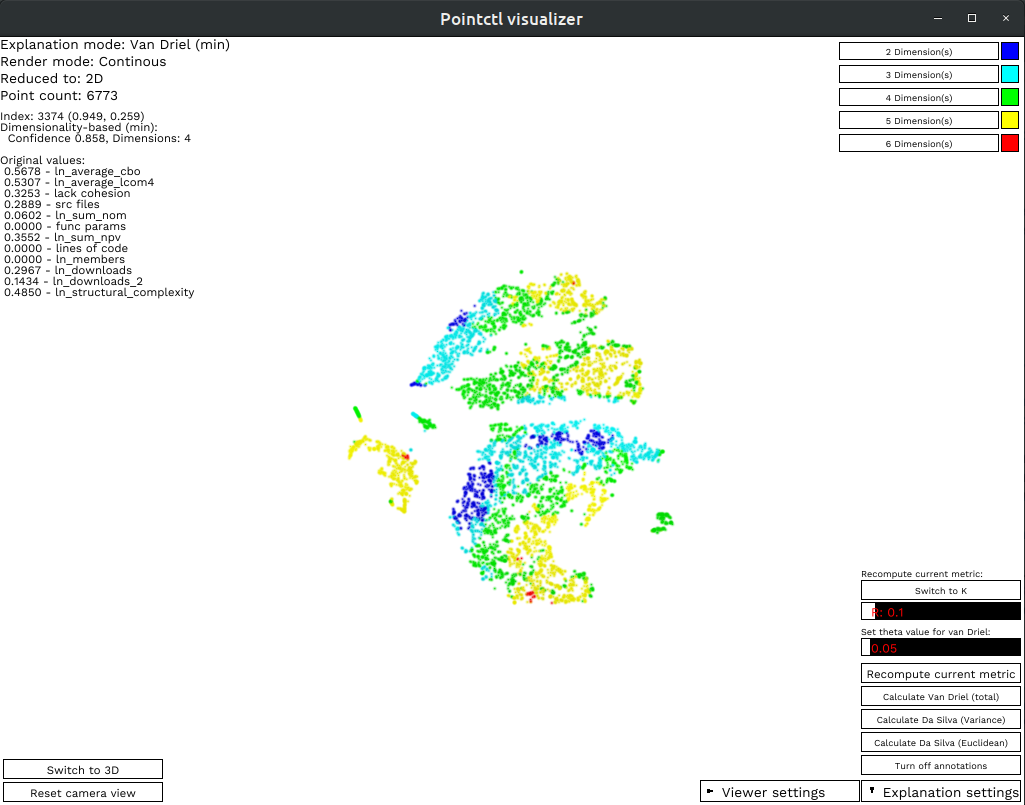 Pointctl visualizer
Explanation mode: Van Driel (min)
Render mode: Continous
Reduced to: 2D
Point count: 6773
Index: 3374 (0.949, 0.259)
Dimensionality-based (min):
Confidence 0.858, Dimensions: 4
Original values:
0.5678 - ln_average_cbo
0.5307 - ln_average_lcom4
0.3253 - lack cohesion
0.2889 - src files
0.0602 - ln_sum_nom
0.0000 - func params
0.3552 - ln_sum_npv
0.0000 - lines of code
0.0000 - ln_members
0.2967 - ln_downloads
0.1434 - ln_downloads_2
0.4850 - ln_structural_complexity
2 Dimension(s)
3 Dimension(s)
4 Dimension(s)
5 Dimension(s)
6 Dimension(s)
Recompute current metric:
Switch to K
R: 0.1
Set theta value for van Driel:
0.05
Recompute current metric
Calculate Van Driel (total)
Calculate Da Silva (Variance)
Calculate Da Silva (Euclidean)
Turn off annotations
Switch to 3D
Reset camera view
Viewer settings
Explanation settings